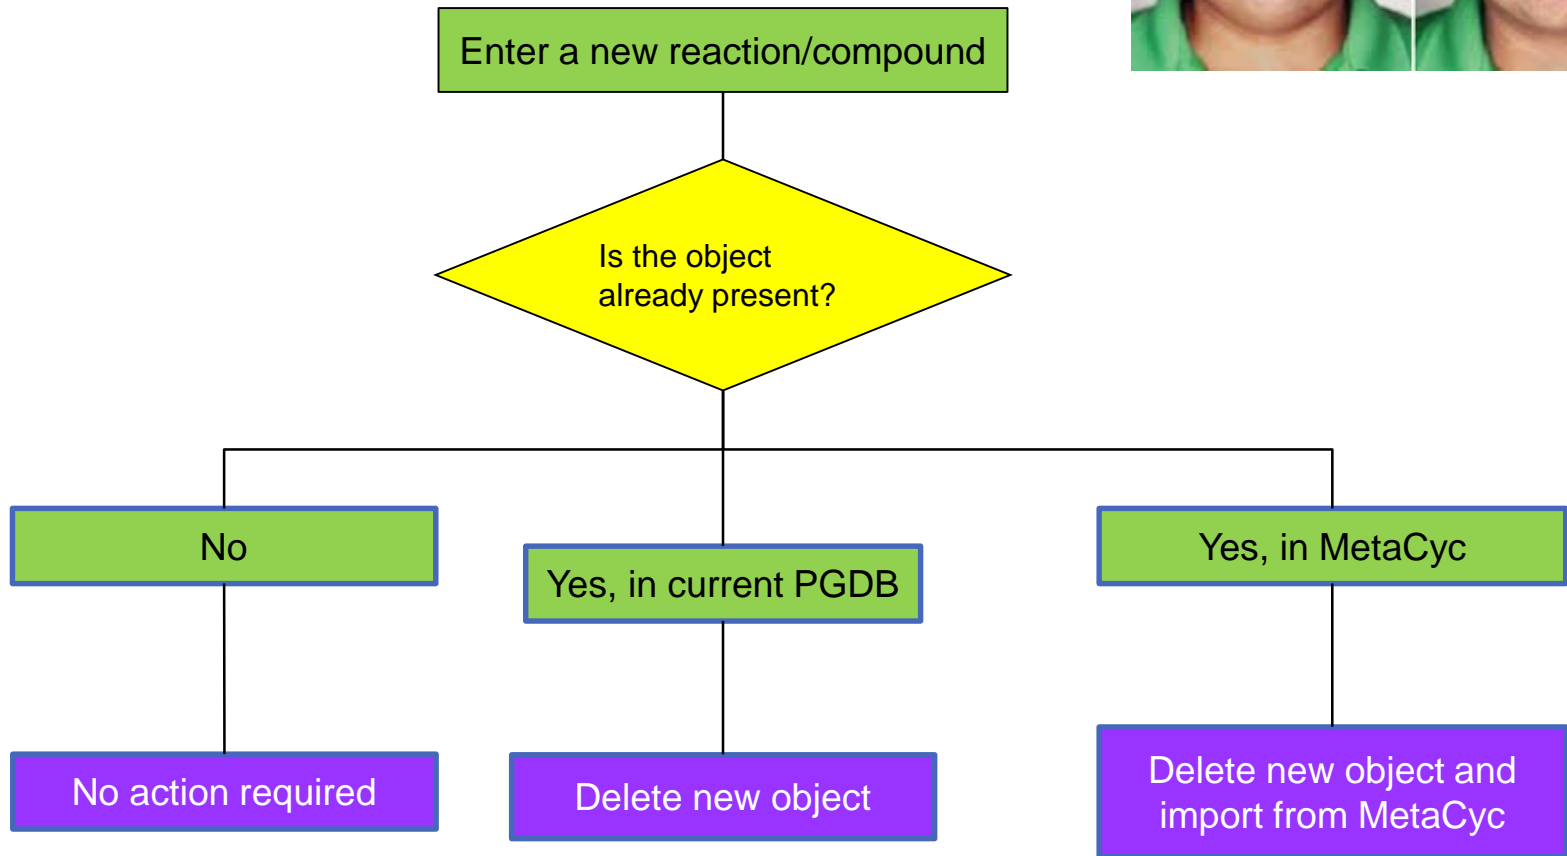 Enter a new reaction/compound
Is the object
already present?
No
Yes, in current PGDB
Yes, in MetaCyc
No action required
Delete new object
Delete new object and
import from MetaCyc